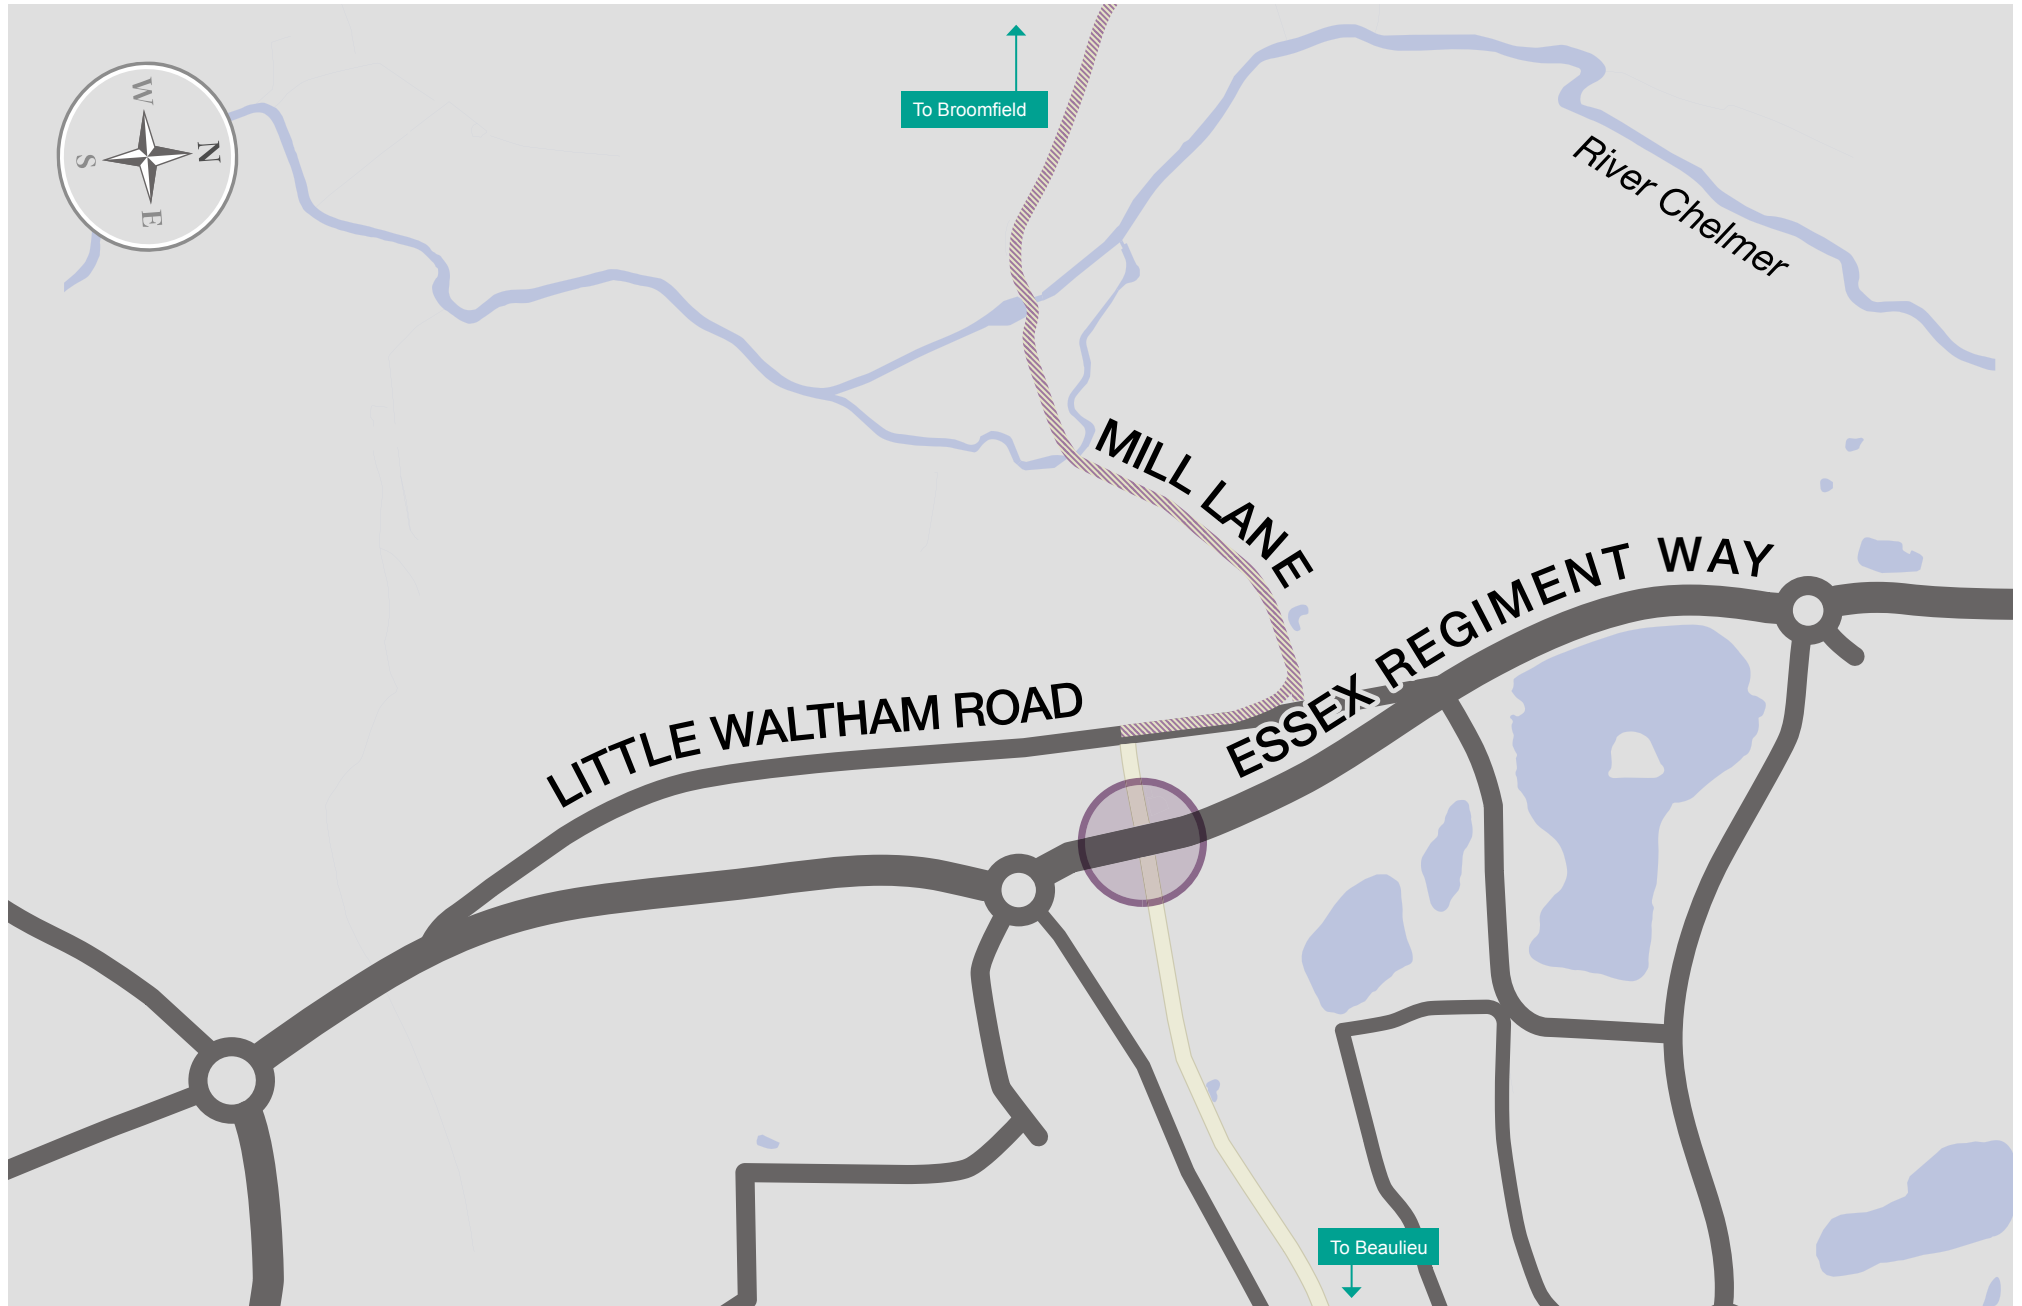 W
N
S
E
To Broomfield
River Chelmer
MILL LANE
ESSEX REGIMENT WAY
LITTLE WALTHAM ROAD
To Beaulieu